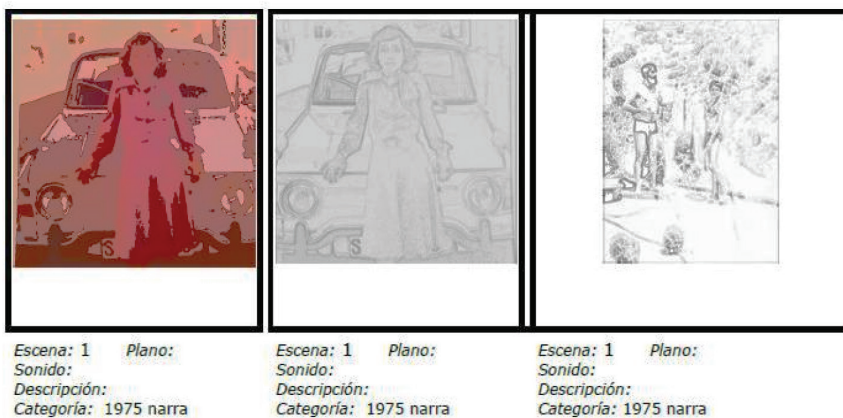 S
S
Escena: 1 Plano:
Sonido:
Descripción:
Categoría: 1975 narra
Escena: 1 Plano:
Sonido:
Descripción:
Categoría: 1975 narra
Escena: 1 Plano:
Sonido:
Descripción:
Categoría: 1975 narra